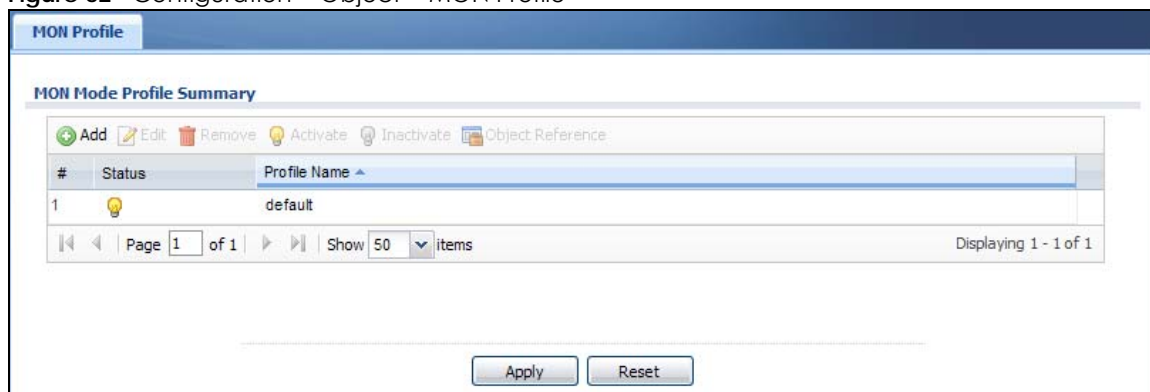 MON Profile
MON Mode Profile Summary
Add Edit Remove Activate Inactivate Object Reference
# Status Profile Name
1 default
Page 1 of 1 Show 50 items Displaying 1 - 1 of 1
Apply Reset